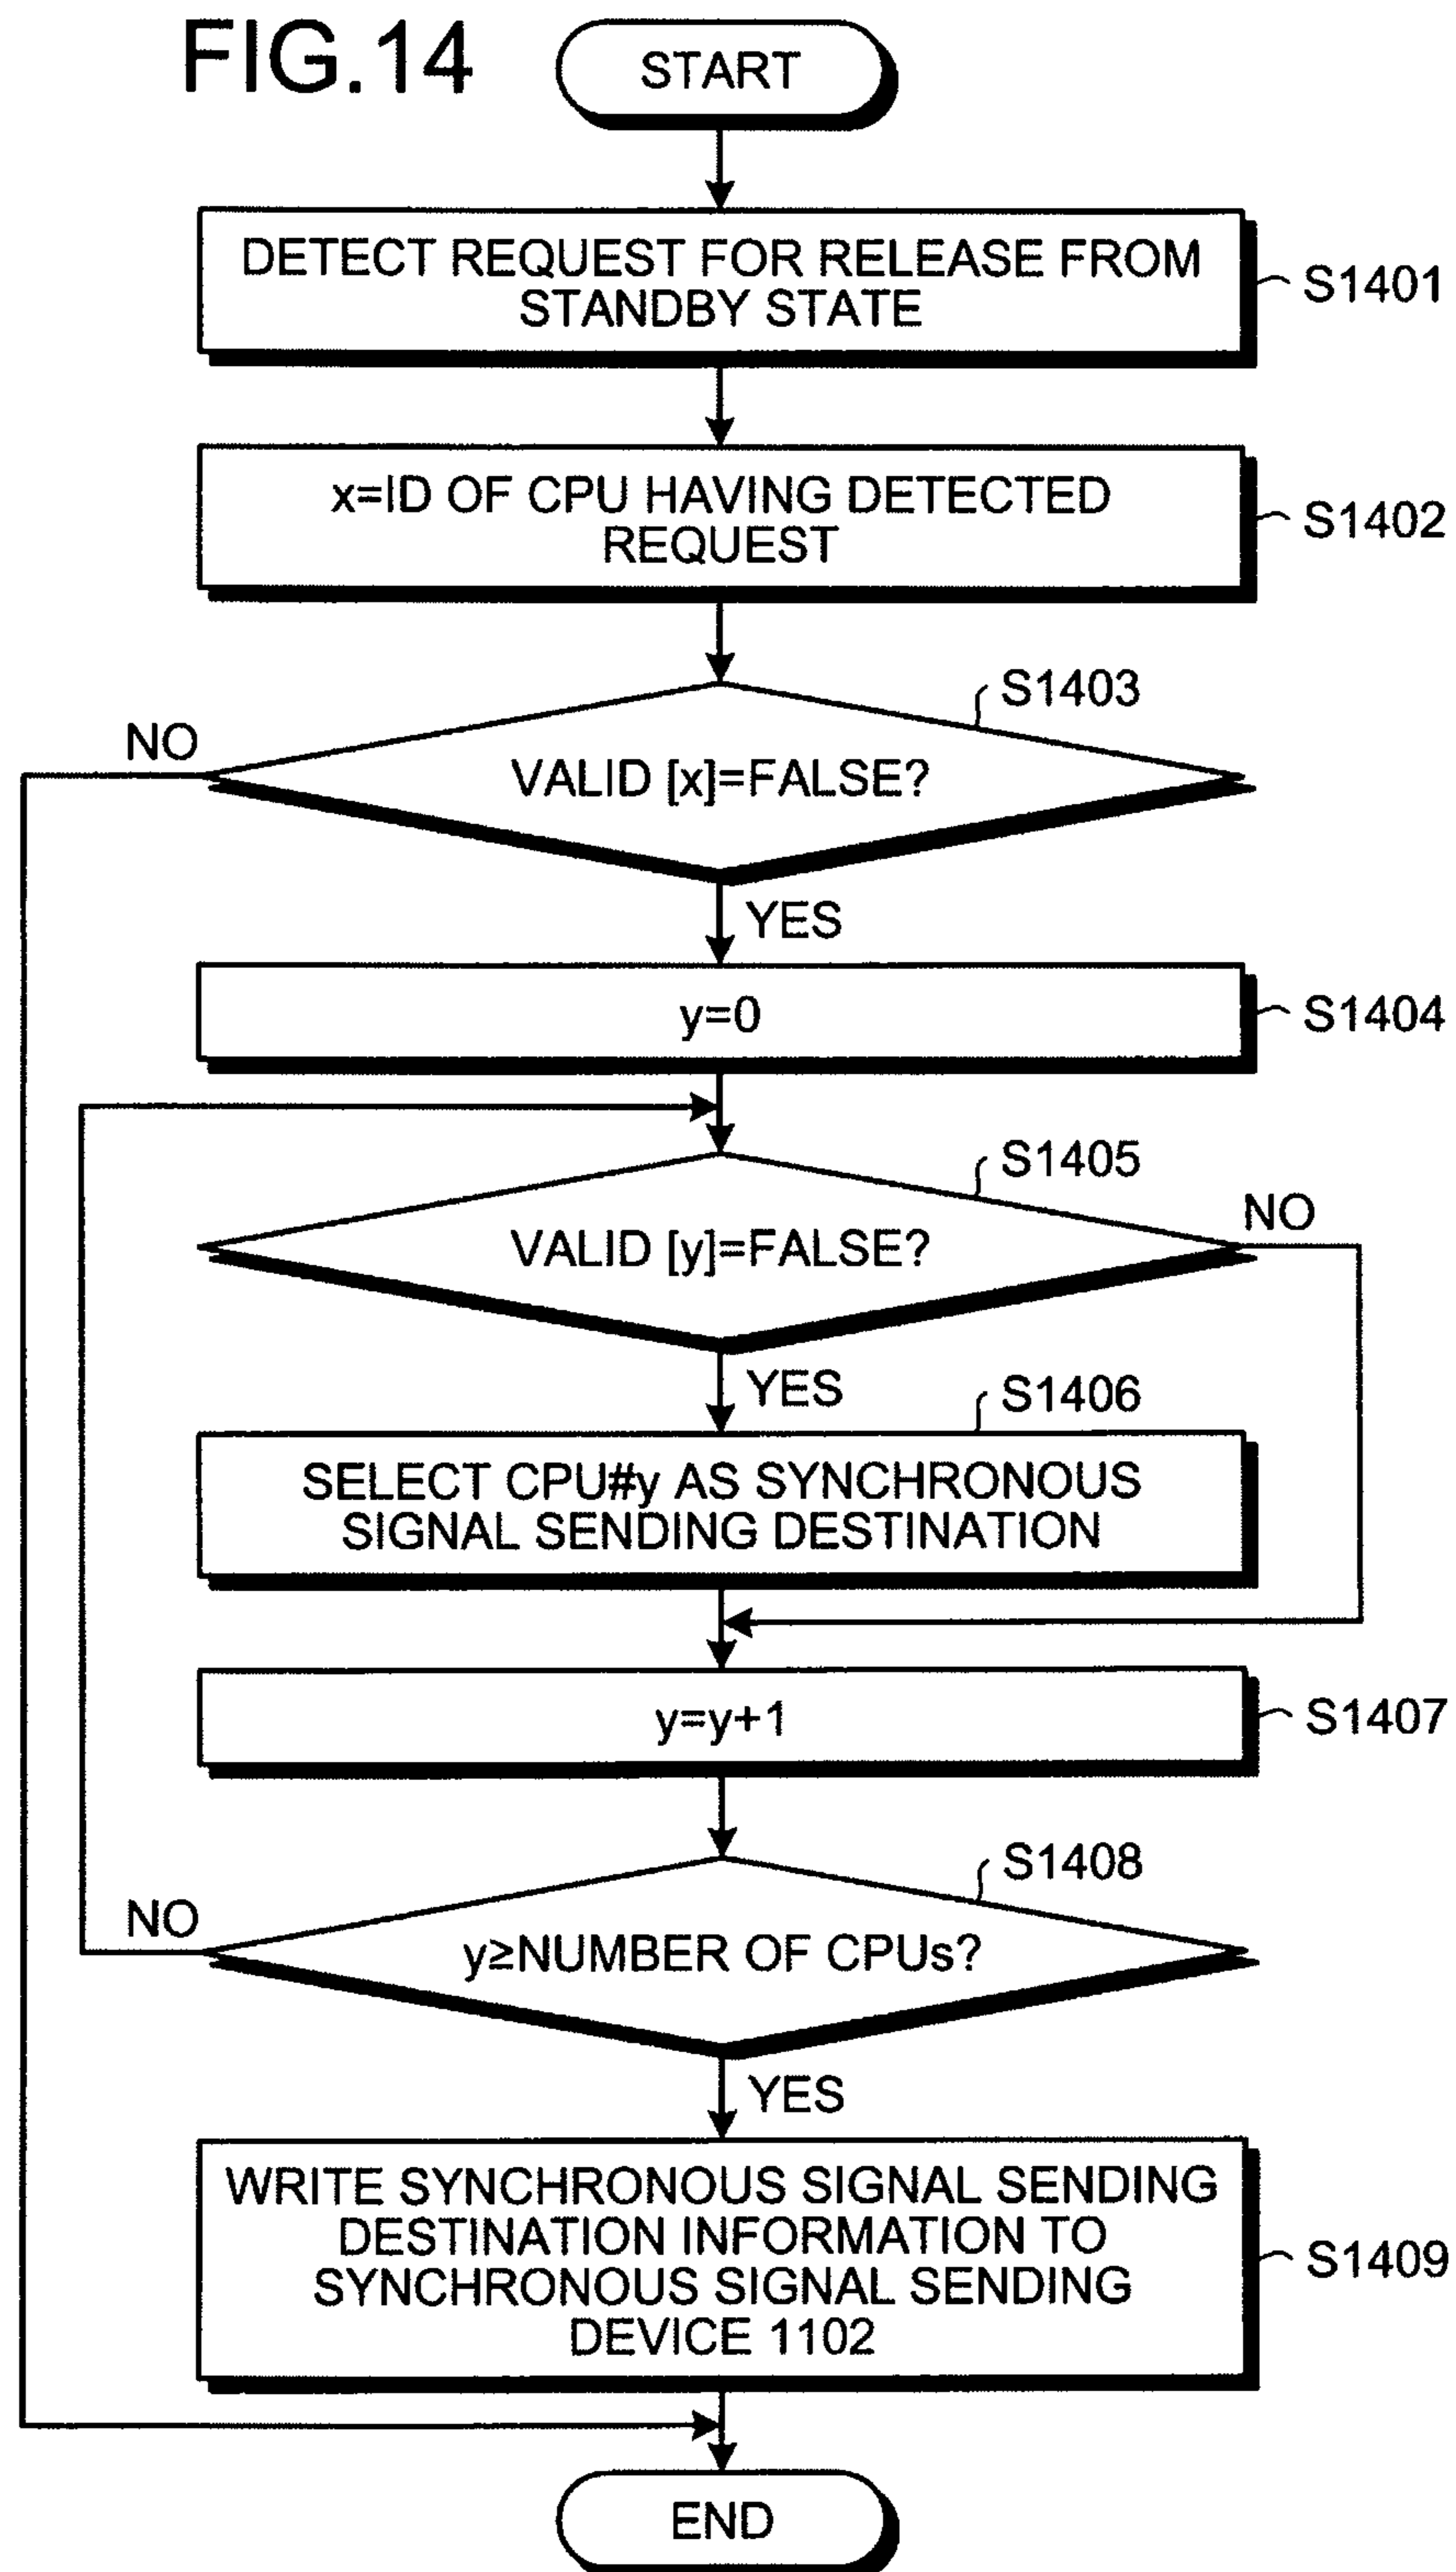 FIG.14
START
DETECT REQUEST FOR RELEASE FROM
STANDBY STATE
S1401
x=ID OF CPU HAVING DETECTED
REQUEST
S1402
S1403
NO
VALID [x]=FALSE?
YES
y=0
S1404
S1405
NO
VALID [y]=FALSE?
YES
S1406
SELECT CPU#y AS SYNCHRONOUS
SIGNAL SENDING DESTINATION
y=y+1
S1407
S1408
NO
y≥NUMBER OF CPUs?
YES
WRITE SYNCHRONOUS SIGNAL SENDING
DESTINATION INFORMATION TO
SYNCHRONOUS SIGNAL SENDING
DEVICE 1102
S1409
END